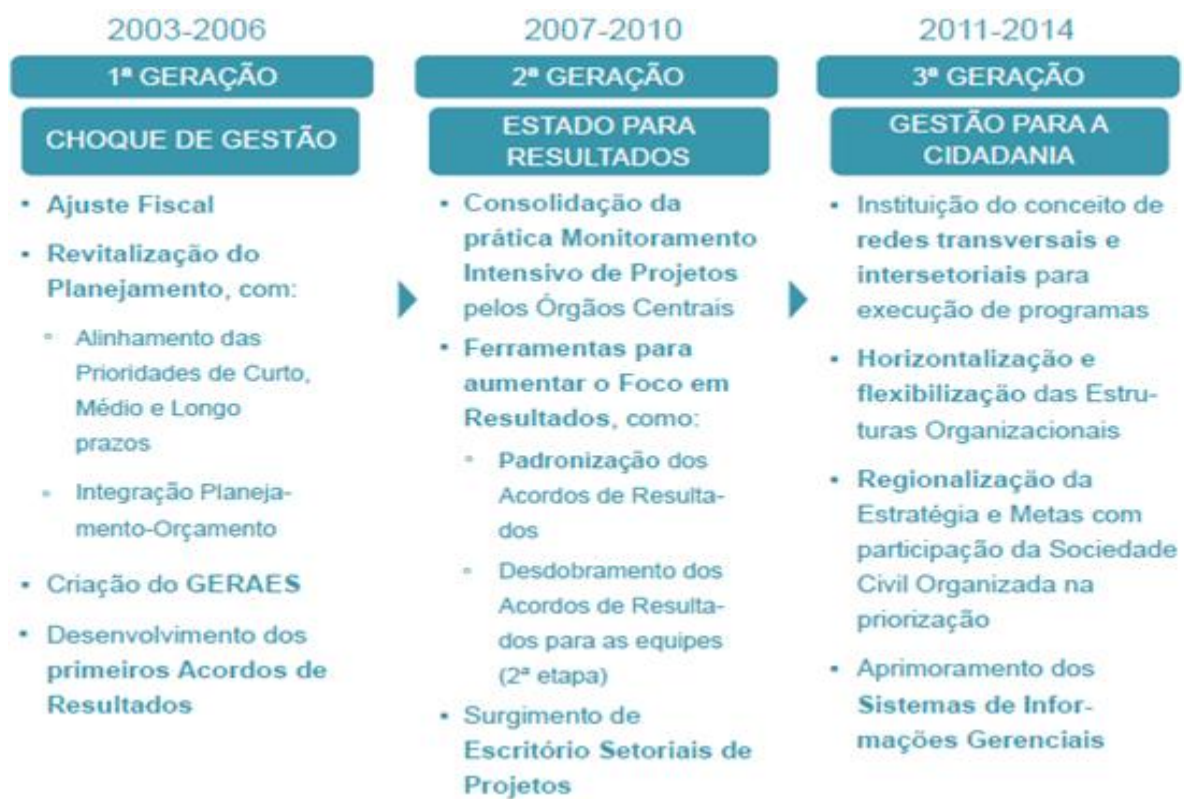 2003-2006
1ª GERAÇÃO
CHOQUE DE GESTÃO
• Ajuste Fiscal
• Revitalização do
Planejamento, com:
▫ Alinhamento das
Prioridades de Curto,
Médio e Longo
prazos
▫ Integração Planeja-
mento-Orçamento
• Criação do GERAES
• Desenvolvimento dos
primeiros Acordos de
Resultados
2007-2010
2ª GERAÇÃO
ESTADO PARA
RESULTADOS
• Consolidação da
prática Monitoramento
Intensivo de Projetos
pelos Órgãos Centrais
• Ferramentas para
aumentar o Foco em
Resultados, como:
▫ Padronização dos
Acordos de Resulta-
dos
▫ Desdobramento dos
Acordos de Resulta-
dos para as equipes
(2ª etapa)
• Surgimento de
Escritório Setoriais de
Projetos
2011-2014
3ª GERAÇÃO
GESTÃO PARA A
CIDADANIA
• Instituição do conceito de
redes transversais e
intersetoriais para
execução de programas
• Horizontalização e
flexibilização das Estru-
turas Organizacionais
• Regionalização da
Estratégia e Metas com
participação da Sociedade
Civil Organizada na
priorização
• Aprimoramento dos
Sistemas de Infor-
mações Gerenciais